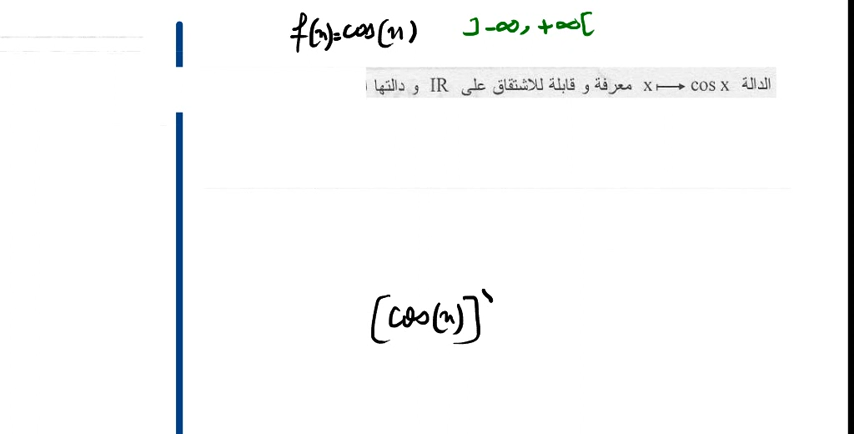 f(x)=cos(x) ]-∞, +∞[
الدالة x ⟼ cos x معرفة و قابلة للاشتقاق على IR و دالتها
[cos(x)]'